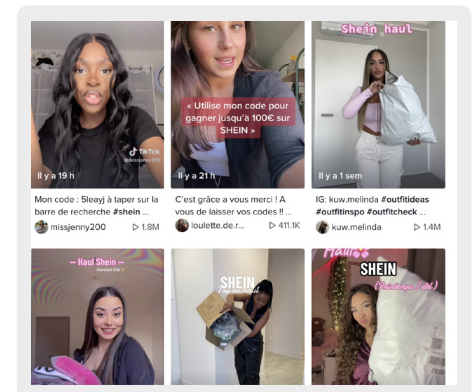 Shein haul
« Utilise mon code pour
gagner jusqu'à 100€ sur
SHEIN »
TikTok
@missjenny200
Il y a 19 h
Il y a 21 h
Il y a 1 sem
Mon code : 5leayj à taper sur la
barre de recherche #shein ...
missjenny200
1.8M
C'est grâce a vous merci ! A
vous de laisser vos codes !! ...
loulette.de.r...
411.1K
IG: kuw.melinda #outfitideas
#outfitinspo #outfitcheck ...
kuw.melinda
1.4M
— Haul Shein —
SHEIN
Haul
SHEIN
(Printemps / été)